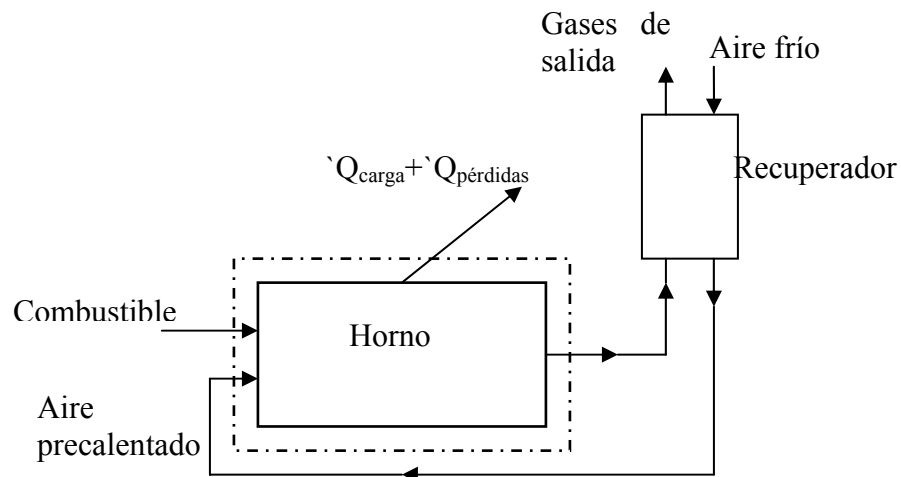 Gases de
salida
Aire frío
`Qcarga+`Qpérdidas
Recuperador
Combustible
Horno
Aire
precalentado